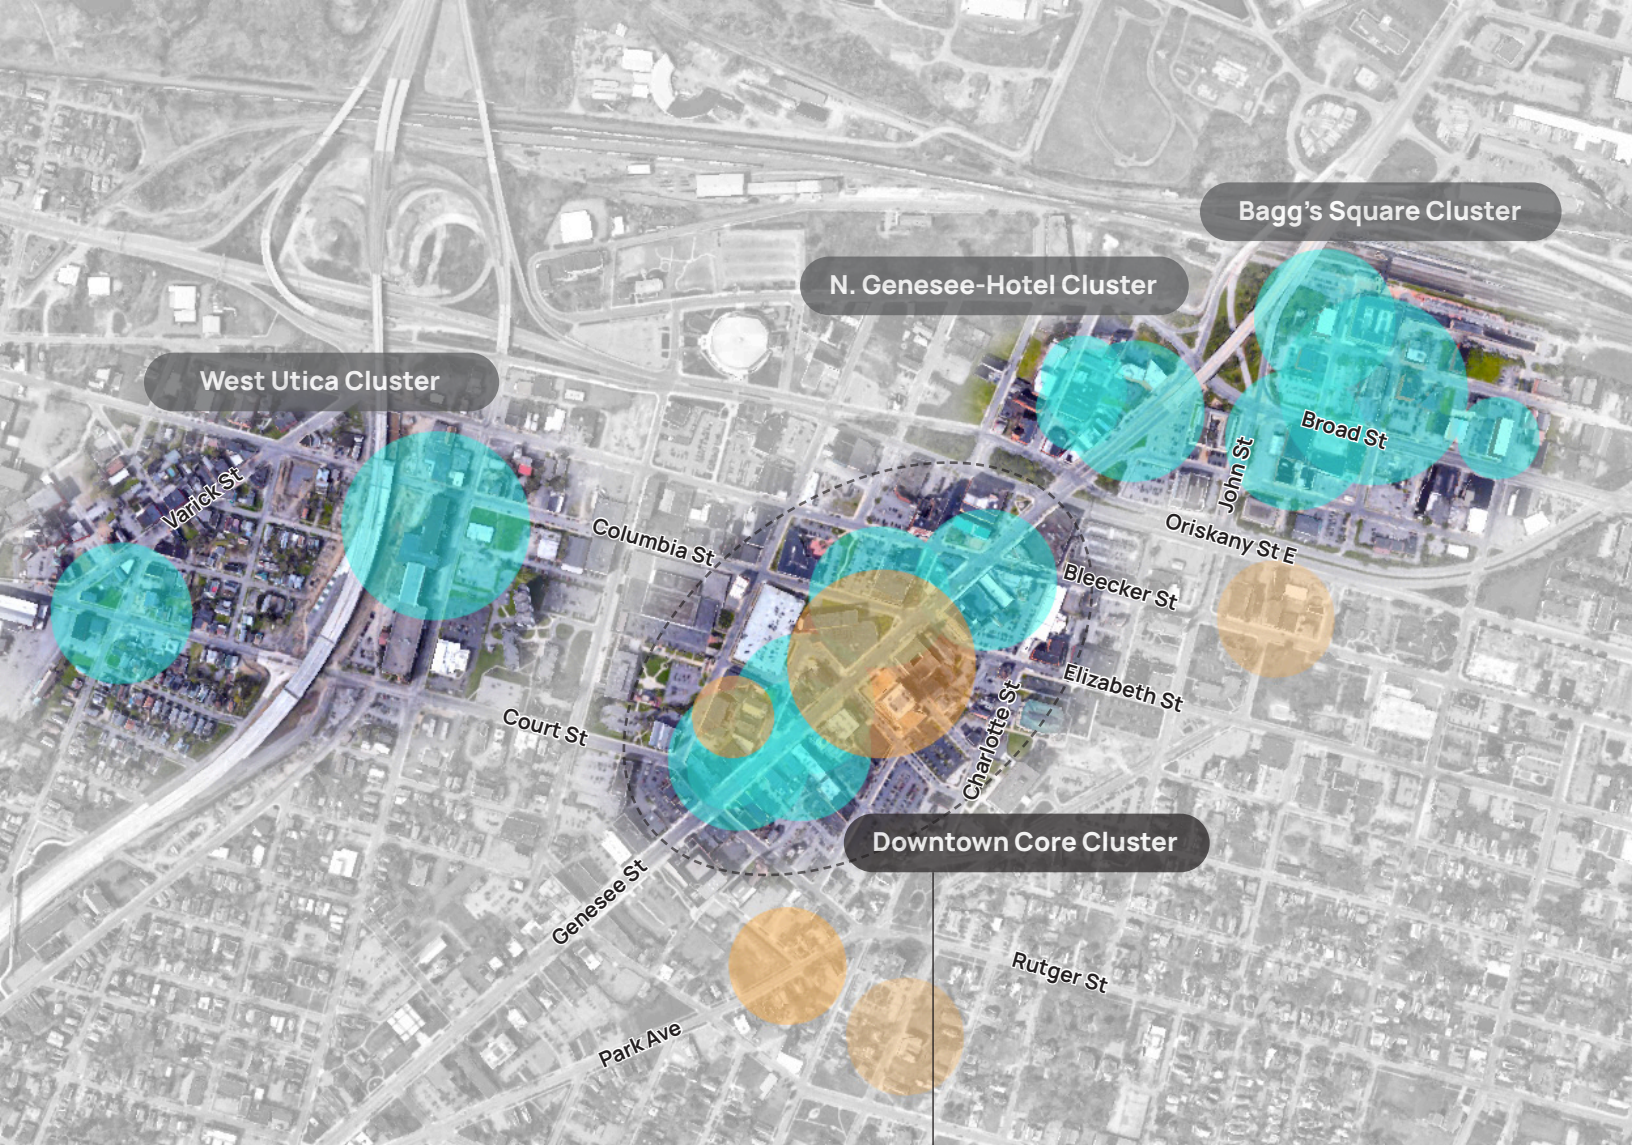 Bagg's Square Cluster
N. Genesee-Hotel Cluster
West Utica Cluster
Broad St
John St
Varick St
Oriskany St E
Columbia St
Bleecker St
Elizabeth St
Charlotte St
Court St
Downtown Core Cluster
Genesee St
Rutger St
Park Ave